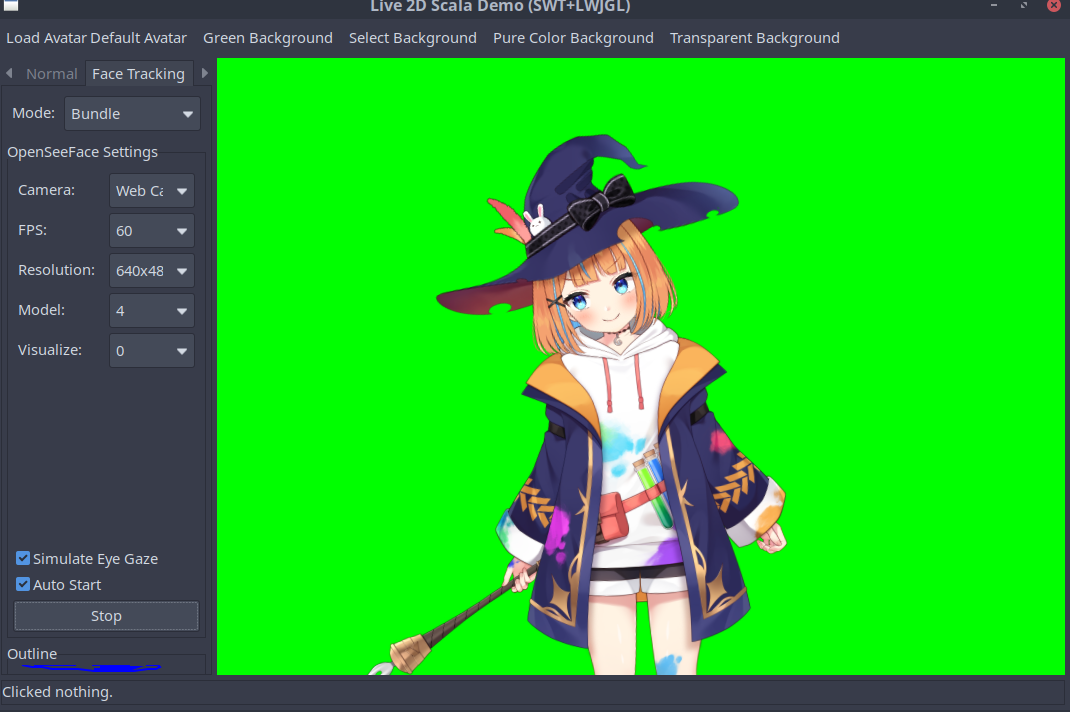 Live 2D Scala Demo (SWT+LWJGL)
Load Avatar Default Avatar Green Background Select Background Pure Color Background Transparent Background
Normal Face Tracking
Mode: Bundle
OpenSeeFace Settings
Camera: Web Ca
FPS: 60
Resolution: 640x48
Model: 4
Visualize: 0
Simulate Eye Gaze
Auto Start
Stop
Outline
Clicked nothing.